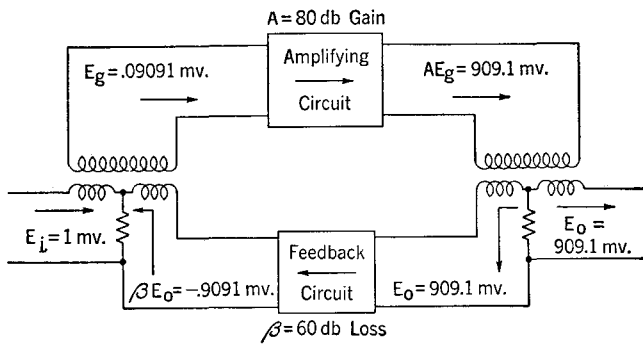 A=80 db Gain
Eg=.09091 mv.
Amplifying
Circuit
AEg=909.1 mv.
Ei=1 mv.
βEo=-.9091 mv.
Feedback
Circuit
β=60 db Loss
Eo=909.1 mv.
Eo=
909.1 mv.